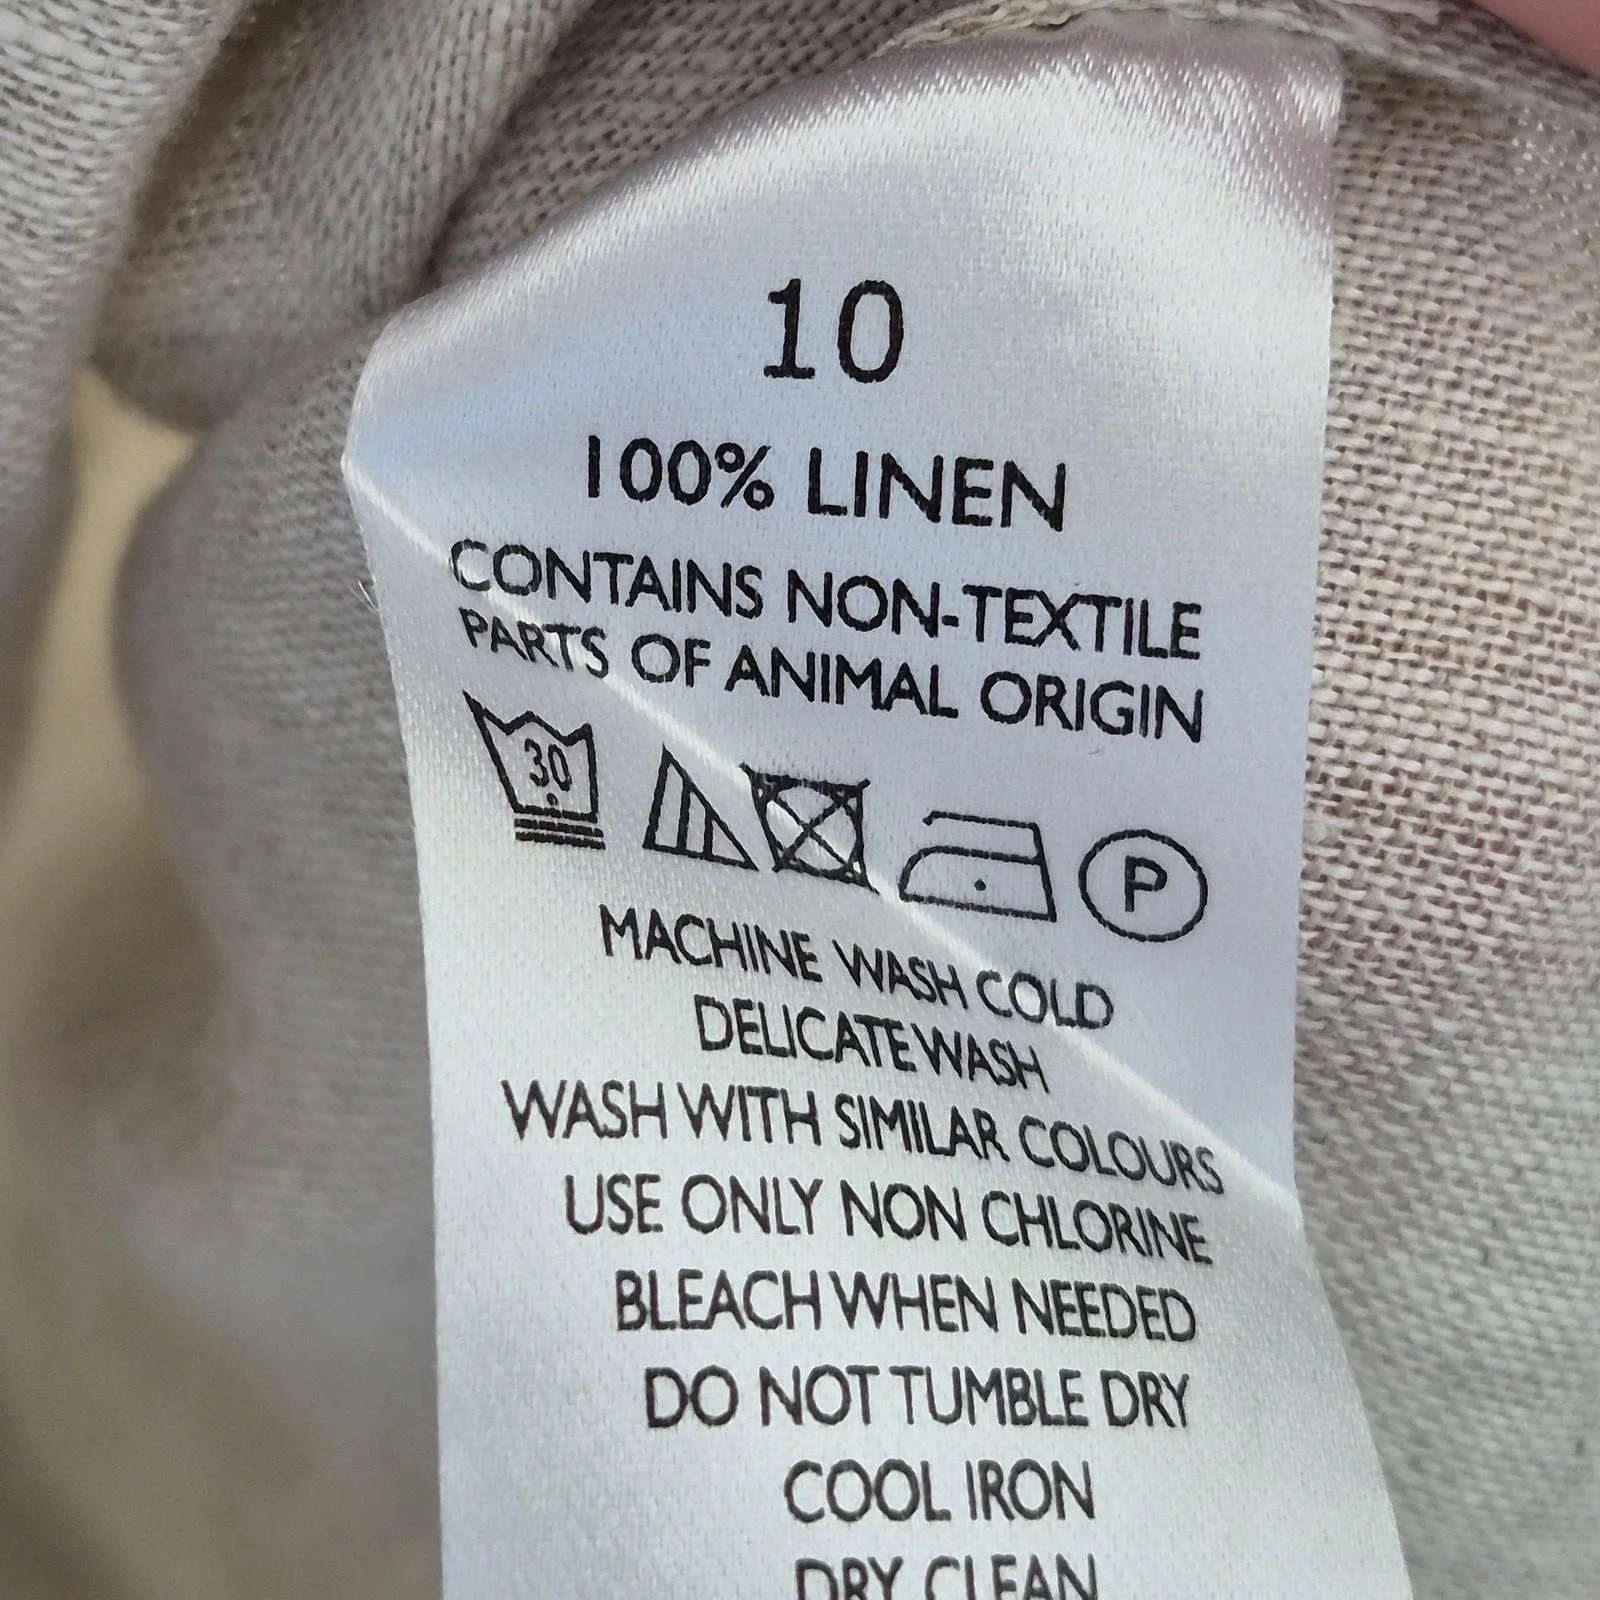 10
100% LINEN
CONTAINS NON-TEXTILE
PARTS OF ANIMAL ORIGIN
30 P
MACHINE WASH COLD
DELICATE WASH
WASH WITH SIMILAR COLOURS
USE ONLY NON CHLORINE
BLEACH WHEN NEEDED
DO NOT TUMBLE DRY
COOL IRON
DRY CLEAN